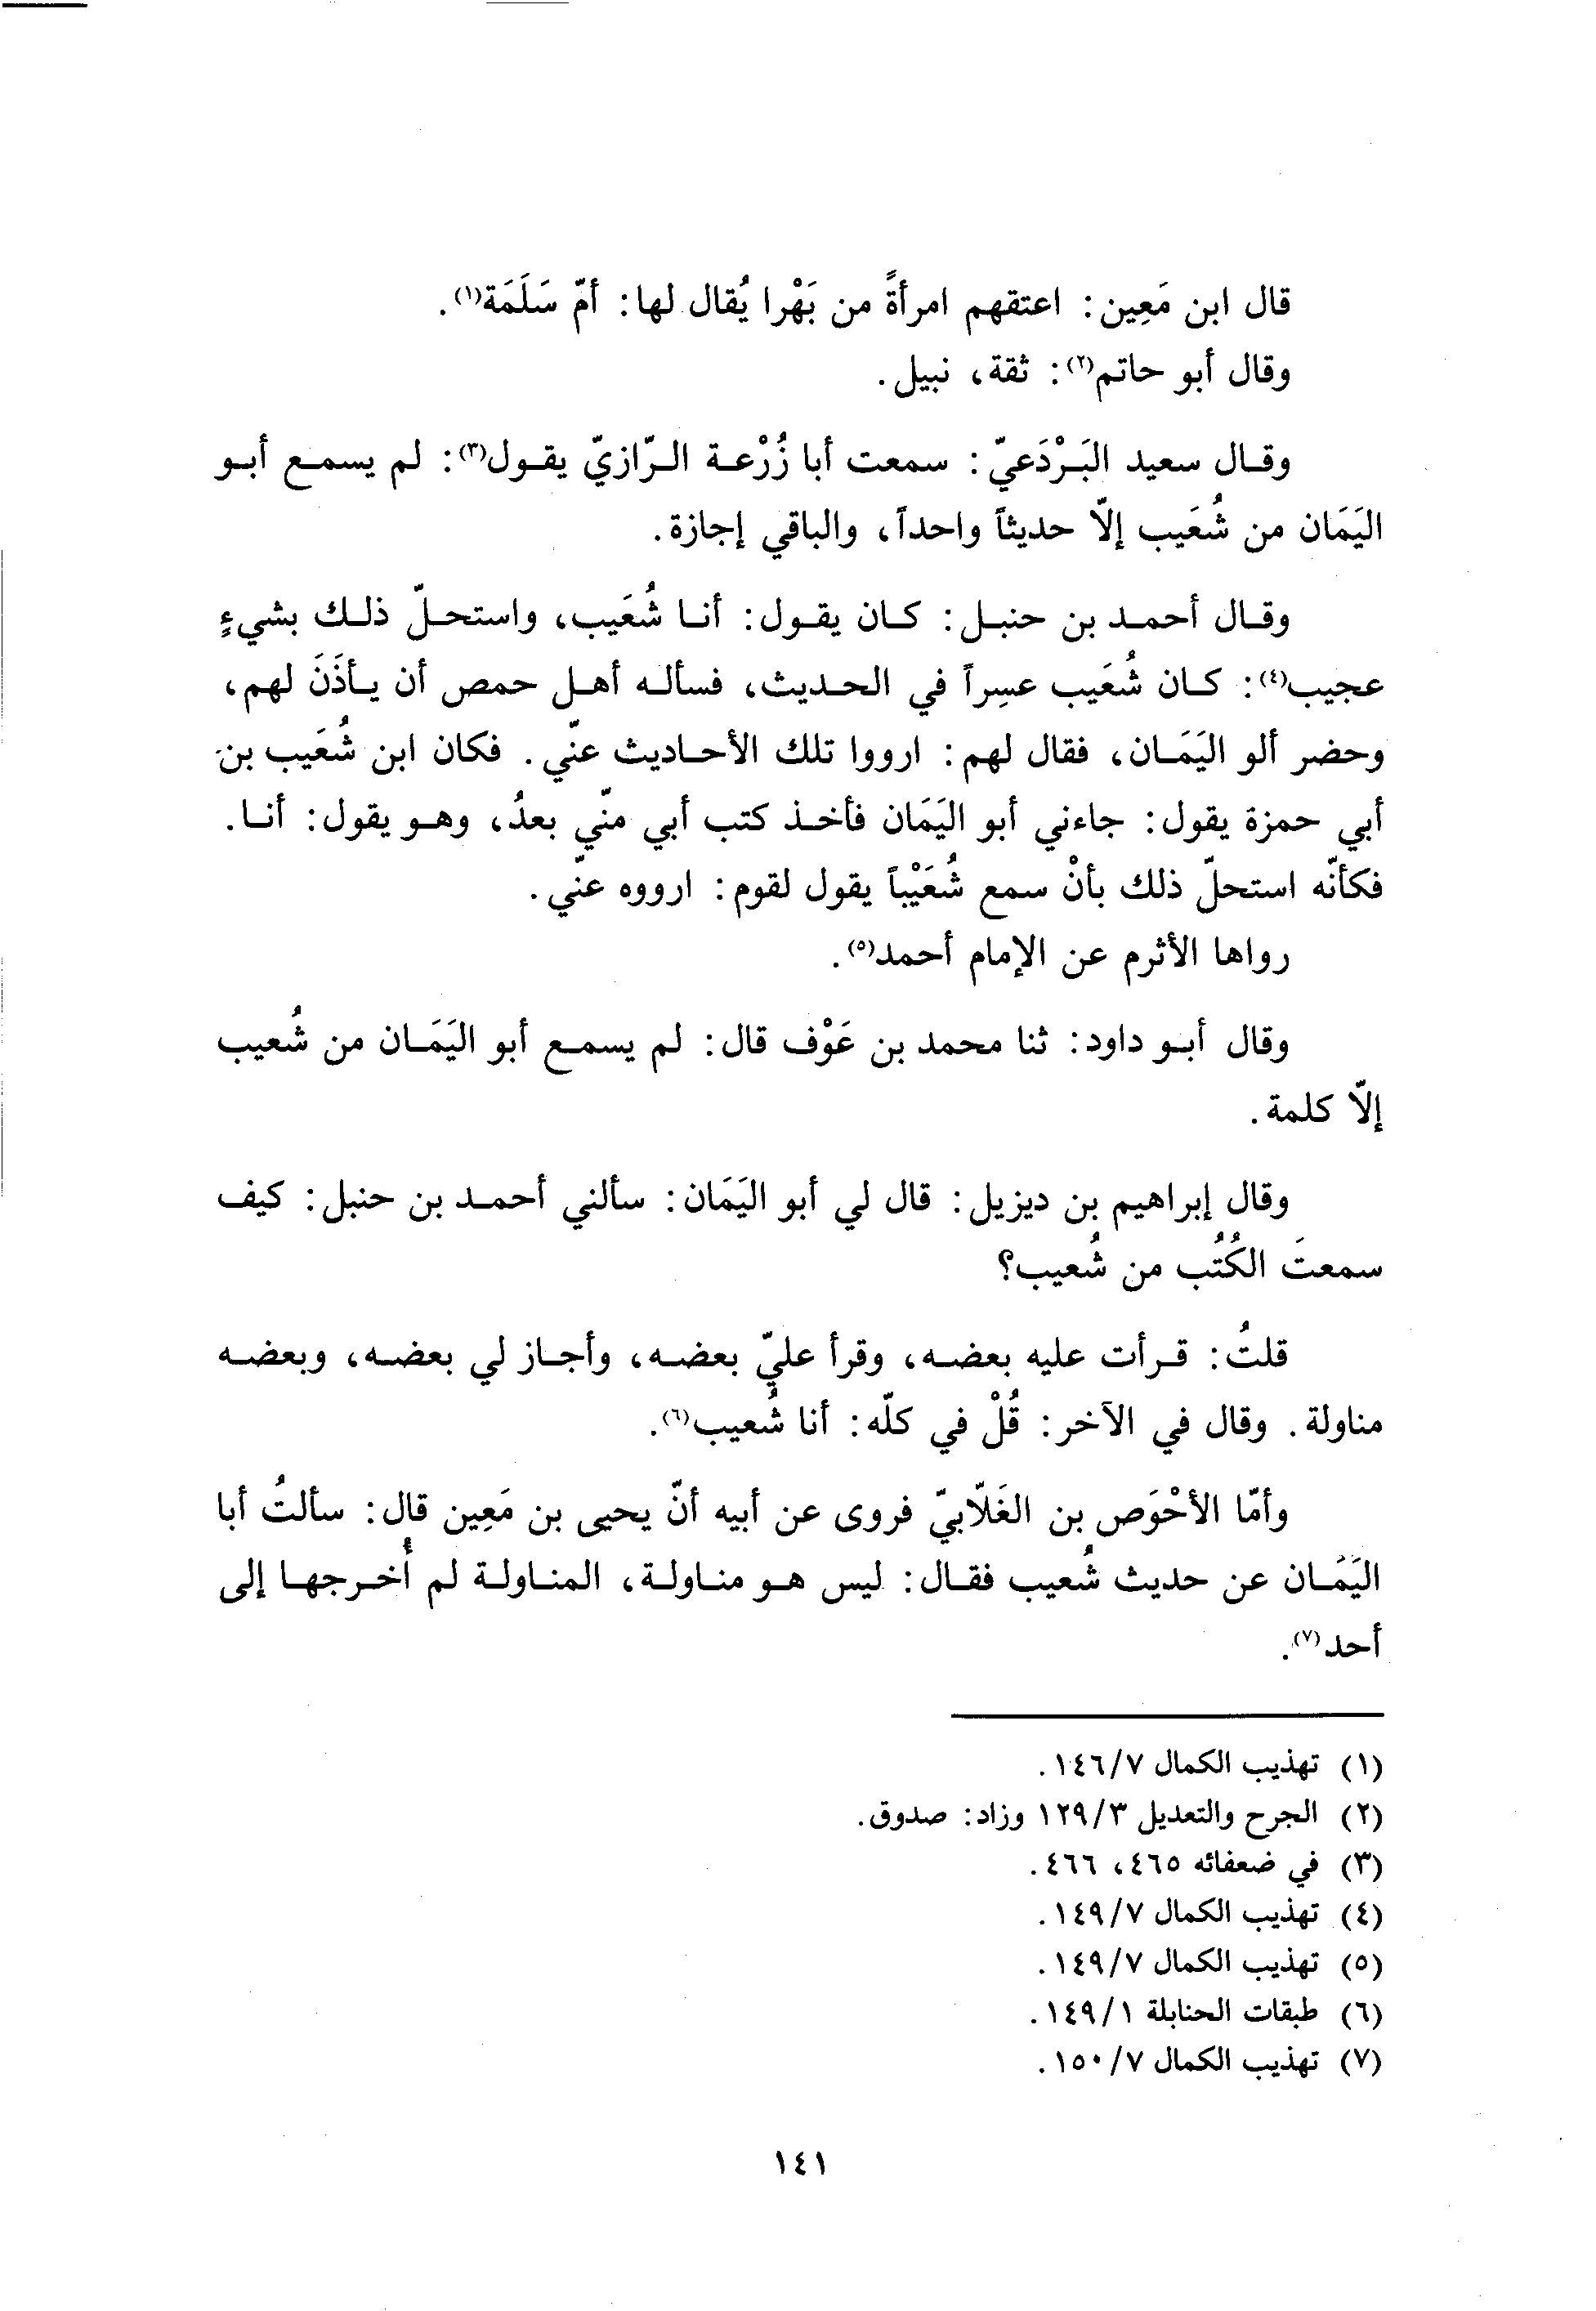 قال ابن مَعِين: اعتقهم امرأةً من بَهْرا يُقال لها: أمّ سَلَمَة(١).
وقال أبو حاتم(٢): ثقة، نبيل.
وقال سعيد البَرْدَعيّ: سمعت أبا زُرْعة الرّازيّ يقول(٣): لم يسمع أبو
اليَمَان من شُعَيب إلّا حديثاً واحداً، والباقي إجازة.
وقال أحمد بن حنبل: كان يقول: أنا شُعَيب، واستحلّ ذلك بشيءٍ
عجيب(٤): كان شُعَيب عسِراً في الحديث، فسأله أهل حمص أن يأذَنَ لهم،
وحضر ألو اليَمَان، فقال لهم: ارووا تلك الأحاديث عنّي. فكان ابن شُعَيب بن
أبي حمزة يقول: جاءني أبو اليَمَان فأخذ كتب أبي منّي بعدُ، وهو يقول: أنا.
فكأنّه استحلّ ذلك بأنْ سمع شُعَيْباً يقول لقوم: ارووه عنّي.
رواها الأثرم عن الإمام أحمد(٥).
وقال أبو داود: ثنا محمد بن عَوْف قال: لم يسمع أبو اليَمَان من شُعيب
إلّا كلمة.
وقال إبراهيم بن ديزيل: قال لي أبو اليَمَان: سألني أحمد بن حنبل: كيف
سمعتَ الكُتُب من شُعيب؟
قلتُ: قرأت عليه بعضه، وقرأ عليّ بعضه، وأجاز لي بعضه، وبعضه
مناولة. وقال في الآخر: قُلْ في كلّه: أنا شُعيب(٦).
وأمّا الأحْوَص بن الغَلّابيّ فروى عن أبيه أنّ يحيى بن مَعِين قال: سألتُ أبا
اليَمَان عن حديث شُعيب فقال: ليس هو مناولة، المناولة لم أُخرجها إلى
أحد(٧).
(١) تهذيب الكمال ١٤٦/٧.
(٢) الجرح والتعديل ١٢٩/٣ وزاد: صدوق.
(٣) في ضعفائه ٤٦٥، ٤٦٦.
(٤) تهذيب الكمال ١٤٩/٧.
(٥) تهذيب الكمال ١٤٩/٧.
(٦) طبقات الحنابلة ١٤٩/١.
(٧) تهذيب الكمال ١٥٠/٧.
١٤١